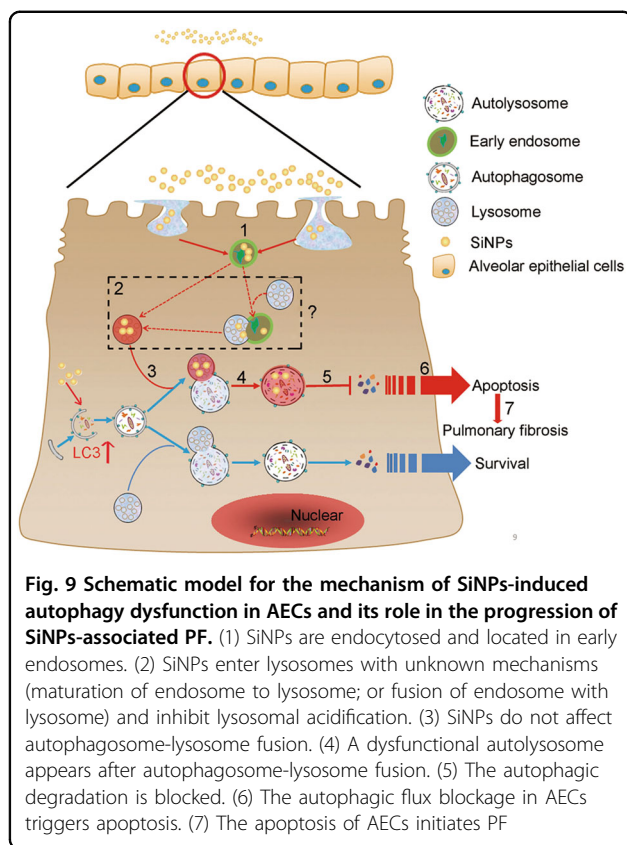 Autolysosome
Early endosome
Autophagosome
Lysosome
SiNPs
Alveolar epithelial cells
1
2
?
3
4
5
6
Apoptosis
7
Pulmonary fibrosis
LC3
Survival
Nuclear
9
Fig. 9 Schematic model for the mechanism of SiNPs-induced
autophagy dysfunction in AECs and its role in the progression of
SiNPs-associated PF. (1) SiNPs are endocytosed and located in early
endosomes. (2) SiNPs enter lysosomes with unknown mechanisms
(maturation of endosome to lysosome; or fusion of endosome with
lysosome) and inhibit lysosomal acidification. (3) SiNPs do not affect
autophagosome-lysosome fusion. (4) A dysfunctional autolysosome
appears after autophagosome-lysosome fusion. (5) The autophagic
degradation is blocked. (6) The autophagic flux blockage in AECs
triggers apoptosis. (7) The apoptosis of AECs initiates PF